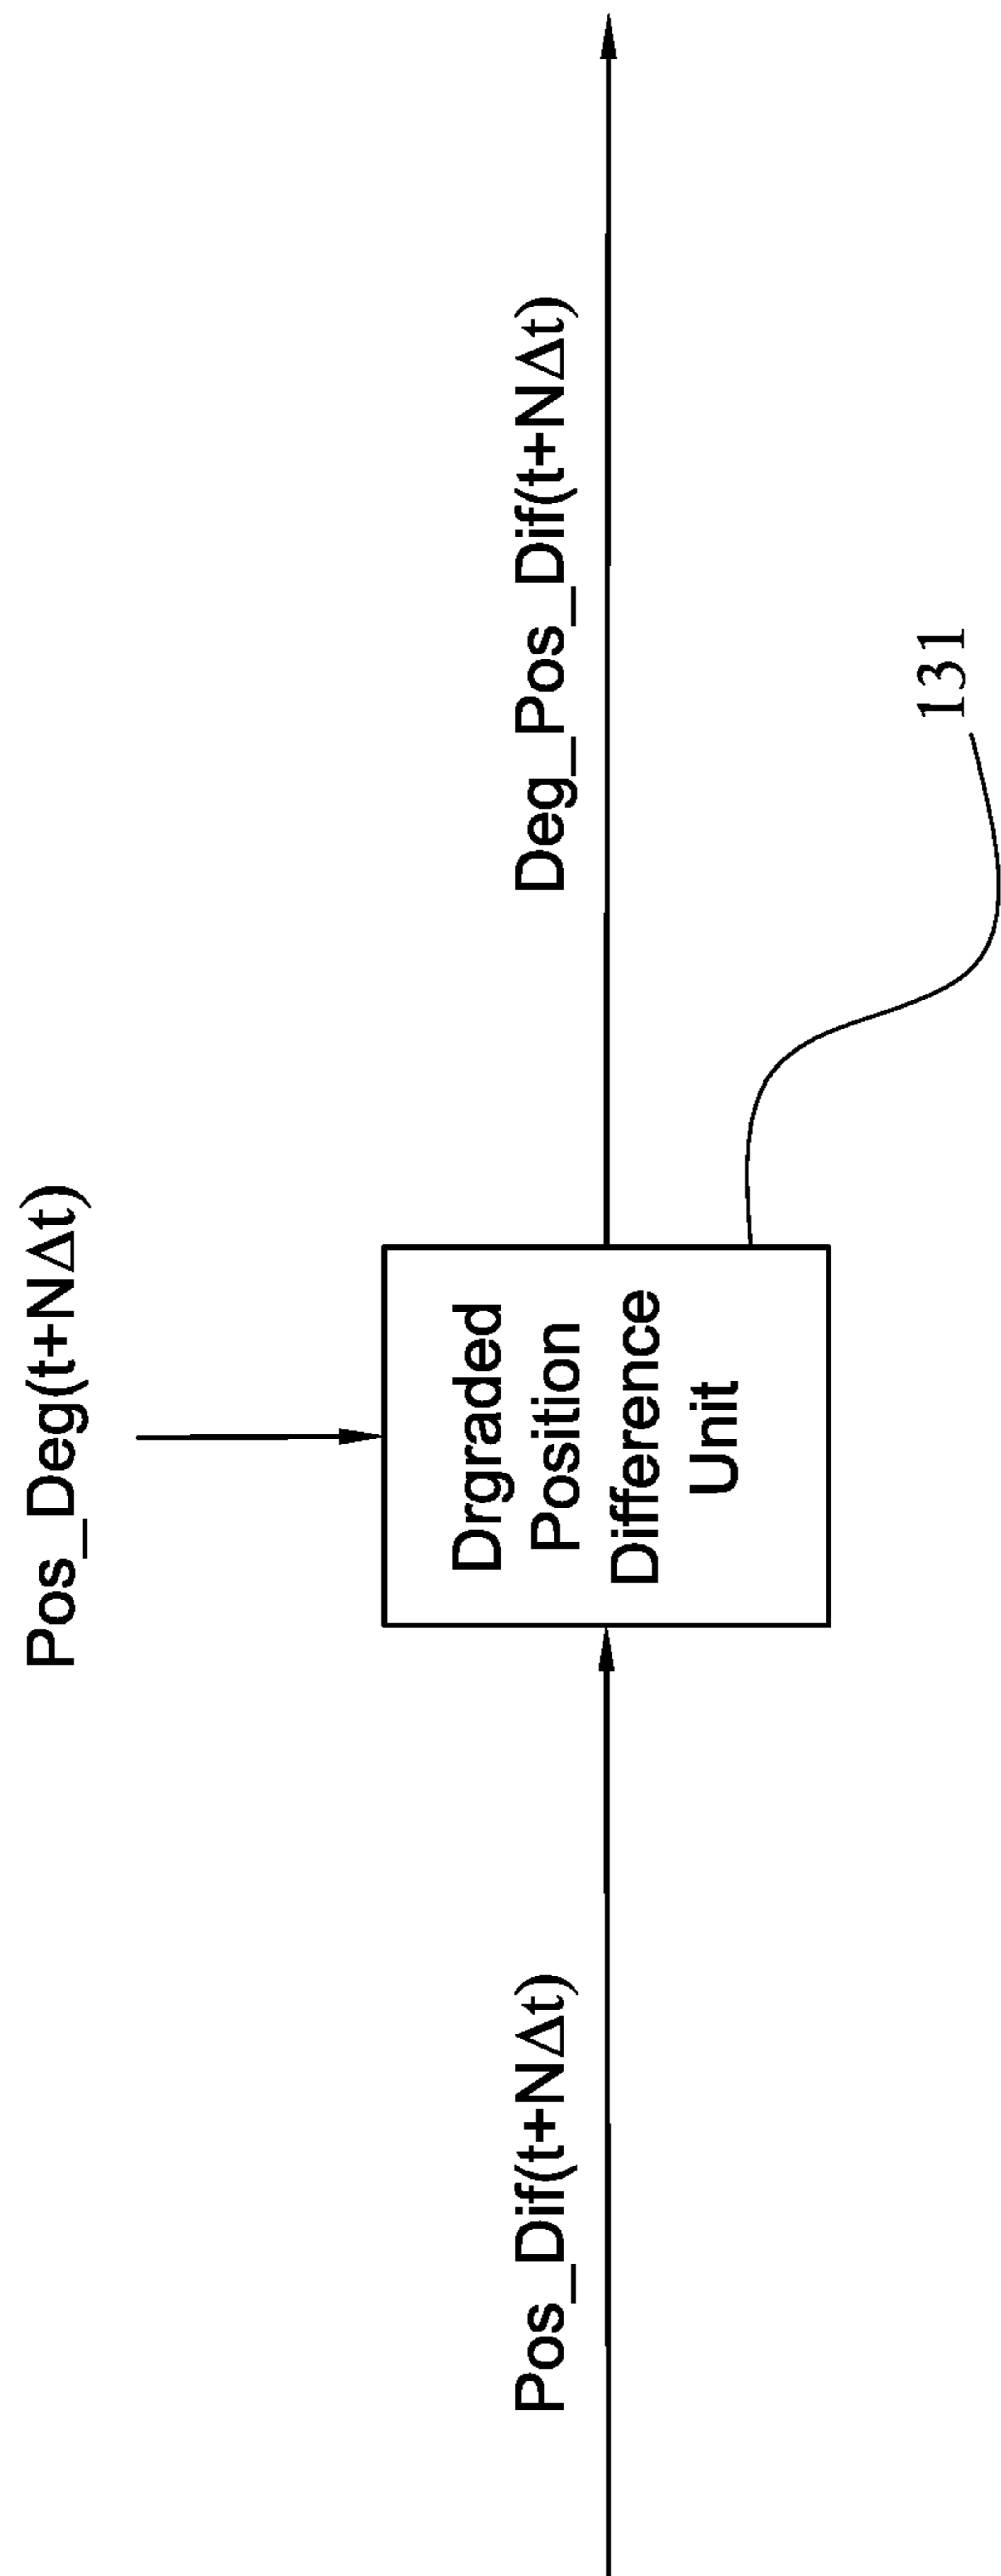 Pos_Deg(t+NΔt)
Pos_Dif(t+NΔt)
Drgraded
Position
Difference
Unit
Deg_Pos_Dif(t+NΔt)
131